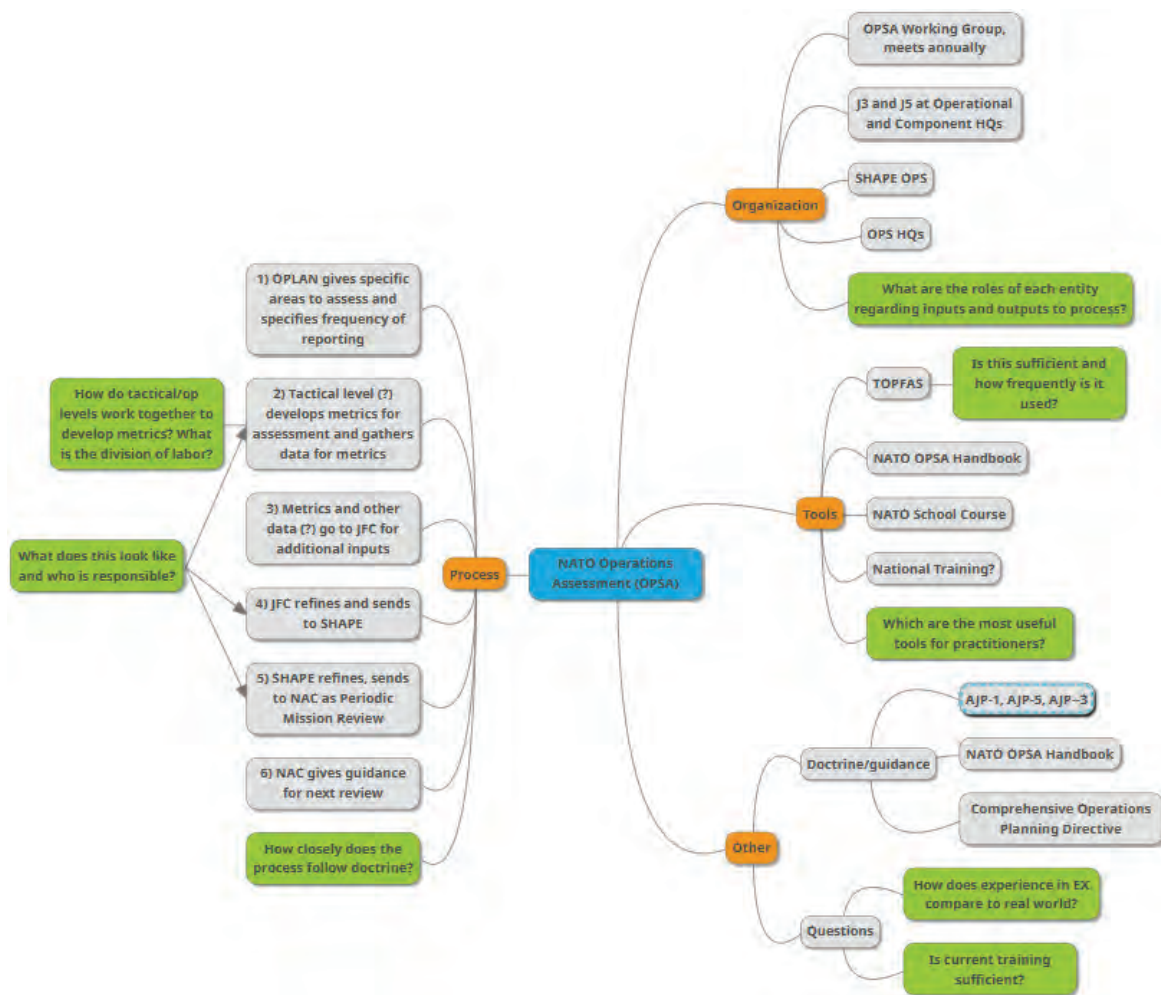 OPSA Working Group,
meets annually
J3 and J5 at Operational
and Component HQs
SHAPE OPS
Organization
OPS HQs
What are the roles of each entity
regarding inputs and outputs to process?
1) OPLAN gives specific
areas to assess and
specifies frequency of
reporting
How do tactical/op
levels work together to
develop metrics? What
is the division of labor?
2) Tactical level (?)
develops metrics for
assessment and gathers
data for metrics
3) Metrics and other
data (?) go to JFC for
additional inputs
What does this look like
and who is responsible?
4) JFC refines and sends
to SHAPE
5) SHAPE refines, sends
to NAC as Periodic
Mission Review
6) NAC gives guidance
for next review
How closely does the
process follow doctrine?
Process
NATO Operations
Assessment (OPSA)
TOPFAS
Is this sufficient and
how frequently is it
used?
NATO OPSA Handbook
Tools
NATO School Course
National Training?
Which are the most useful
tools for practitioners?
AJP-1, AJP-5, AJP–3
Doctrine/guidance
NATO OPSA Handbook
Comprehensive Operations
Planning Directive
Other
How does experience in EX.
compare to real world?
Questions
Is current training
sufficient?